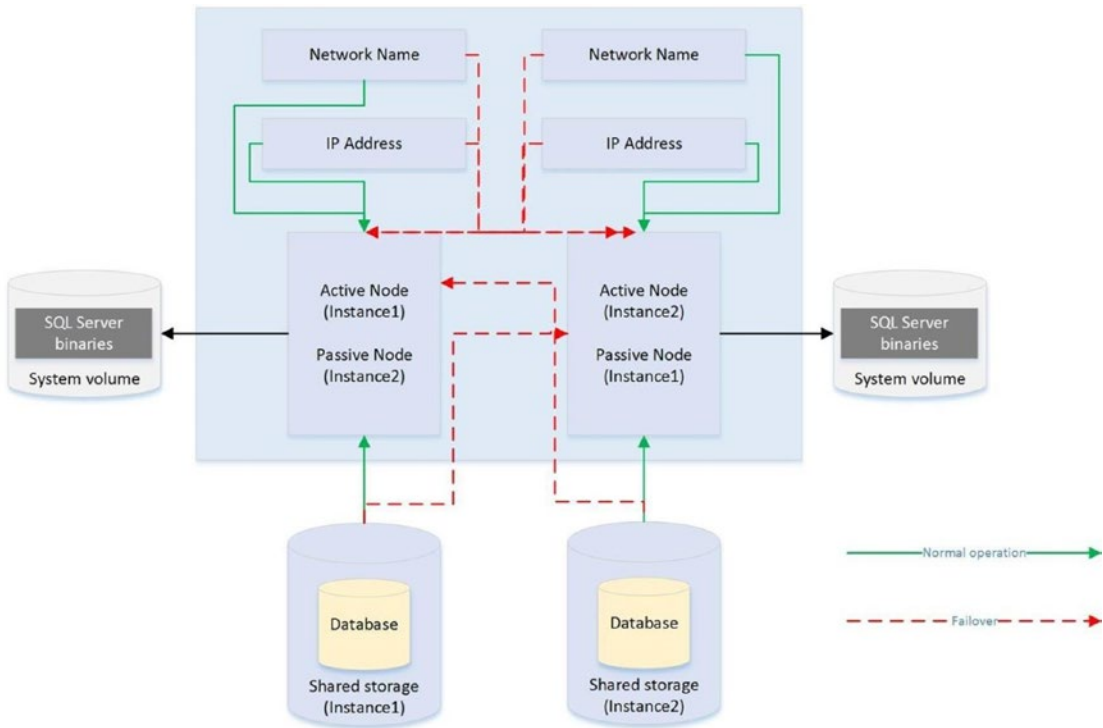 Network Name
Network Name
IP Address
IP Address
Active Node
(Instance1)
Passive Node
(Instance2)
Active Node
(Instance2)
Passive Node
(Instance1)
SQL Server
binaries
System volume
SQL Server
binaries
System volume
Database
Shared storage
(Instance1)
Database
Shared storage
(Instance2)
Normal operation
Failover